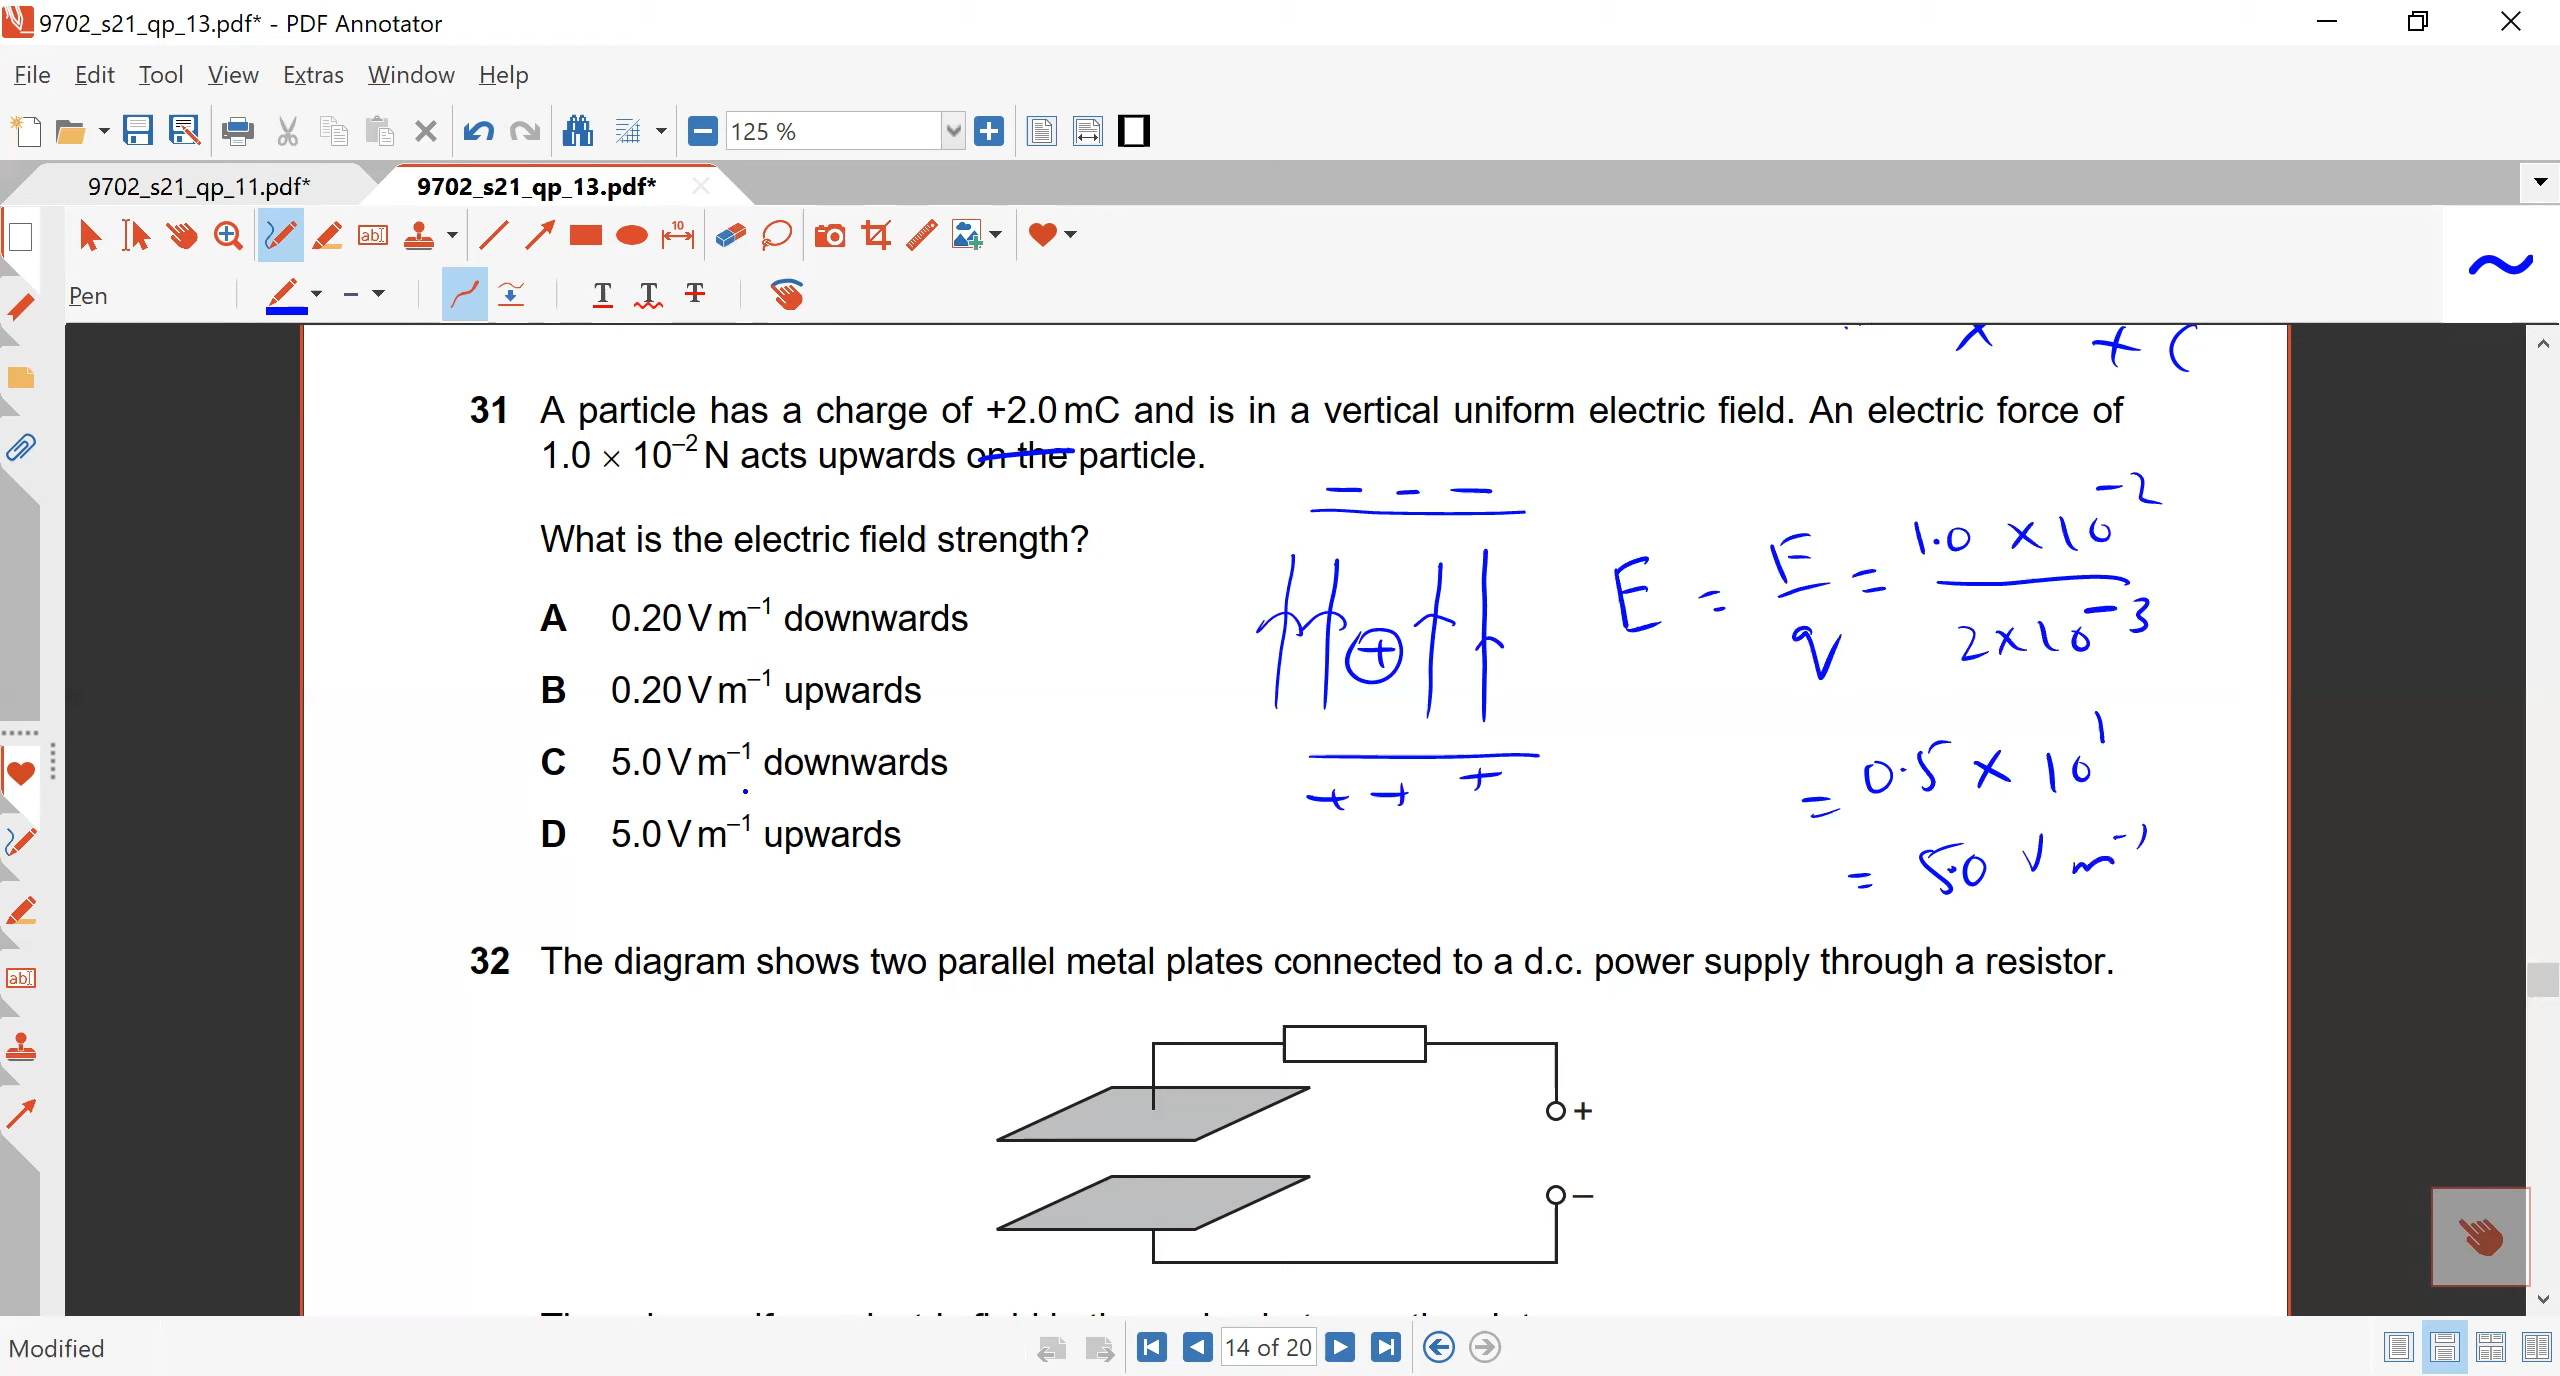 9702_s21_qp_13.pdf* - PDF Annotator
File Edit Tool View Extras Window Help
125 %
9702_s21_qp_11.pdf*
9702_s21_qp_13.pdf*
Pen
x + C
31 A particle has a charge of +2.0 mC and is in a vertical uniform electric field. An electric force of
1.0 × 10⁻² N acts upwards on the particle.
What is the electric field strength?
A 0.20 V m⁻¹ downwards
B 0.20 V m⁻¹ upwards
C 5.0 V m⁻¹ downwards
D 5.0 V m⁻¹ upwards
- - -
+
+ + +
E = F/q = 1.0 × 10⁻² / 2 × 10⁻³
= 0.5 × 10¹
= 5.0 V m⁻¹
32 The diagram shows two parallel metal plates connected to a d.c. power supply through a resistor.
+
–
Modified
14 of 20